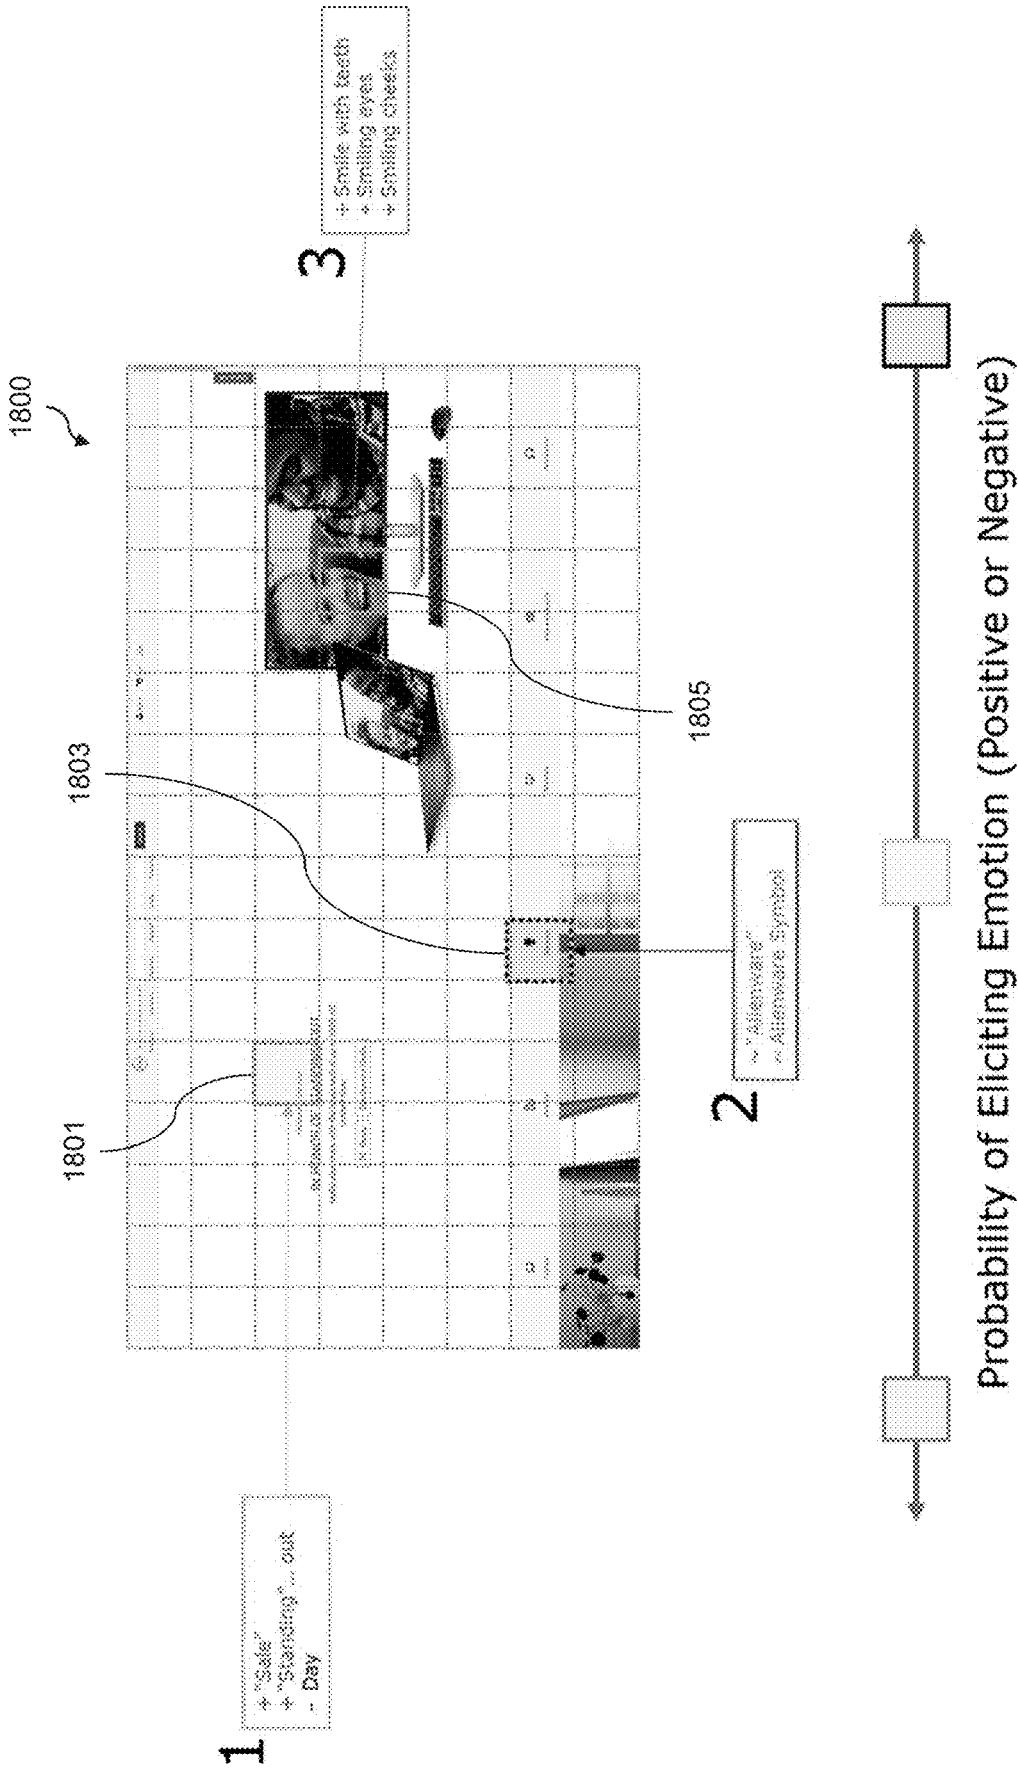 1800
1
+ "Sale"
+ "Standing"... out
- Day
3
+ Smile with teeth
+ Smiling eyes
+ Smiling cheeks
1801
1803
1805
2
~ "Alienware"
~ Alienware Symbol
Probability of Eliciting Emotion (Positive or Negative)